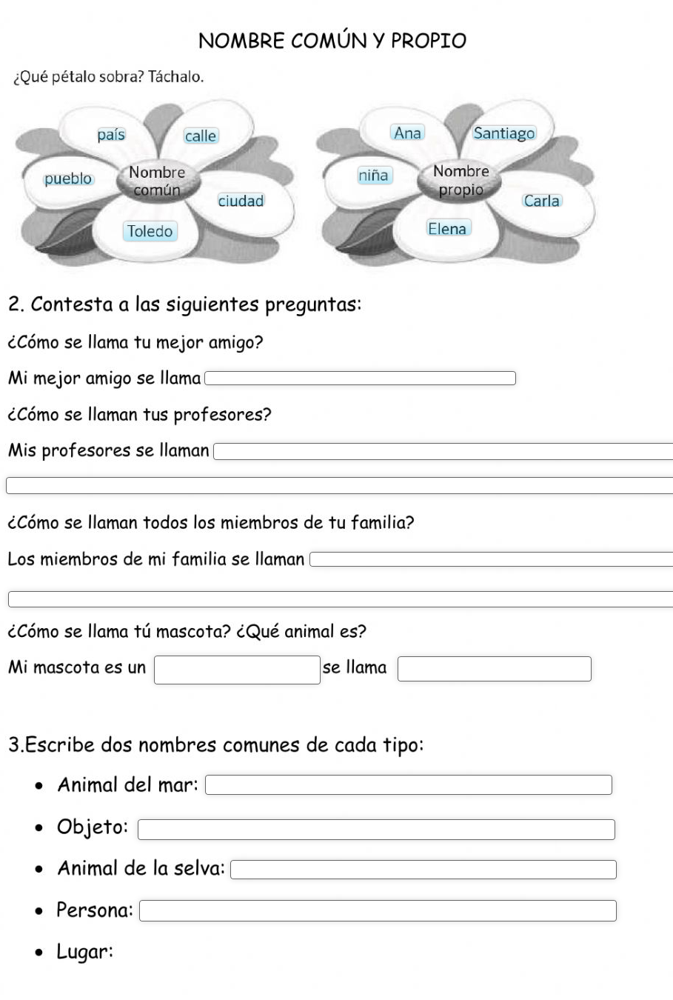 NOMBRE COMÚN Y PROPIO
¿Qué pétalo sobra? Táchalo.
país
calle
pueblo
Nombre
común
ciudad
Toledo
Ana
Santiago
niña
Nombre
propio
Carla
Elena
2. Contesta a las siguientes preguntas:
¿Cómo se llama tu mejor amigo?
Mi mejor amigo se llama
¿Cómo se llaman tus profesores?
Mis profesores se llaman
¿Cómo se llaman todos los miembros de tu familia?
Los miembros de mi familia se llaman
¿Cómo se llama tú mascota? ¿Qué animal es?
Mi mascota es un se llama
3.Escribe dos nombres comunes de cada tipo:
• Animal del mar:
• Objeto:
• Animal de la selva:
• Persona:
• Lugar: